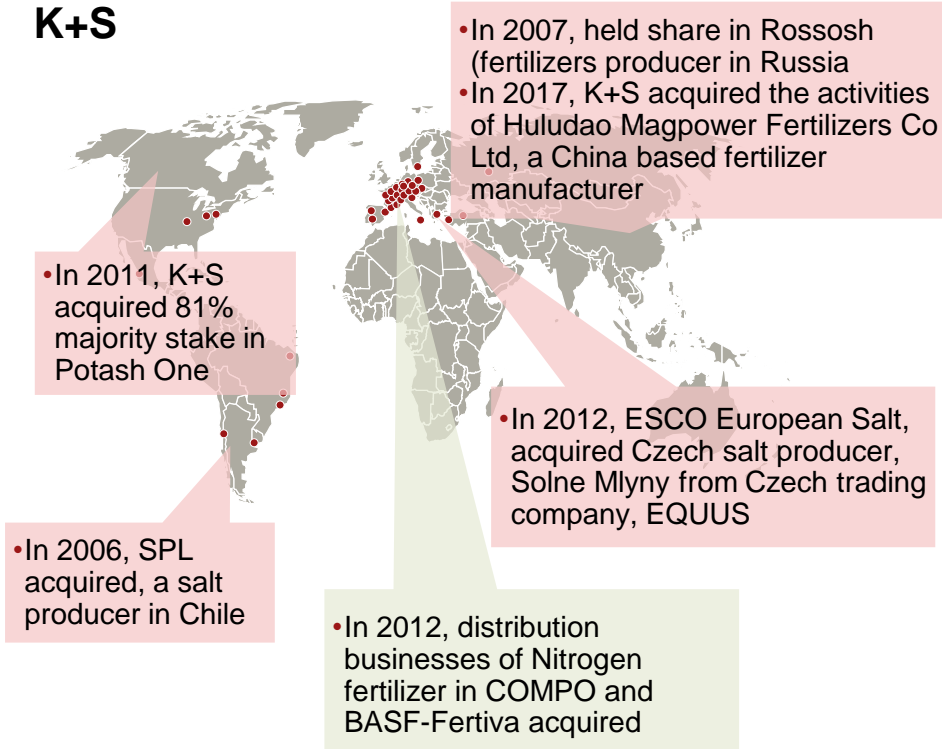 K+S
•In 2007, held share in Rossosh
(fertilizers producer in Russia
•In 2017, K+S acquired the activities
of Huludao Magpower Fertilizers Co
Ltd, a China based fertilizer
manufacturer
•In 2011, K+S
acquired 81%
majority stake in
Potash One
•In 2012, ESCO European Salt,
acquired Czech salt producer,
Solne Mlyny from Czech trading
company, EQUUS
•In 2006, SPL
acquired, a salt
producer in Chile
•In 2012, distribution
businesses of Nitrogen
fertilizer in COMPO and
BASF-Fertiva acquired